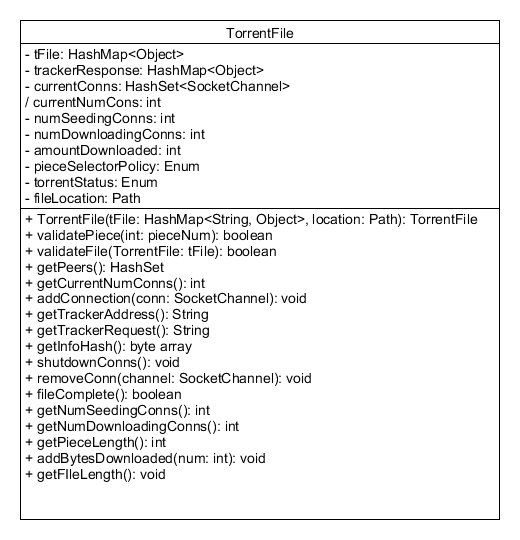 TorrentFile
- tFile: HashMap<Object>
- trackerResponse: HashMap<Object>
- currentConns: HashSet<SocketChannel>
/ currentNumCons: int
- numSeedingConns: int
- numDownloadingConns: int
- amountDownloaded: int
- pieceSelectorPolicy: Enum
- torrentStatus: Enum
- fileLocation: Path
+ TorrentFile(tFile: HashMap<String, Object>, location: Path): TorrentFile
+ validatePiece(int: pieceNum): boolean
+ validateFile(TorrentFile: tFile): boolean
+ getPeers(): HashSet
+ getCurrentNumConns(): int
+ addConnection(conn: SocketChannel): void
+ getTrackerAddress(): String
+ getTrackerRequest(): String
+ getInfoHash(): byte array
+ shutdownConns(): void
+ removeConn(channel: SocketChannel): void
+ fileComplete(): boolean
+ getNumSeedingConns(): int
+ getNumDownloadingConns(): int
+ getPieceLength(): int
+ addBytesDownloaded(num: int): void
+ getFIleLength(): void